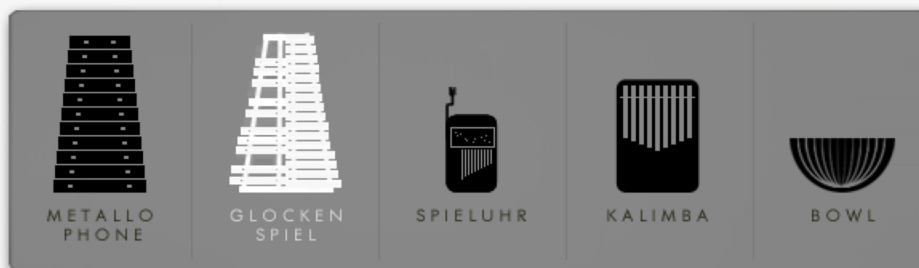 METALLO
PHONE
GLOCKEN
SPIEL
SPIELUHR
KALIMBA
BOWL